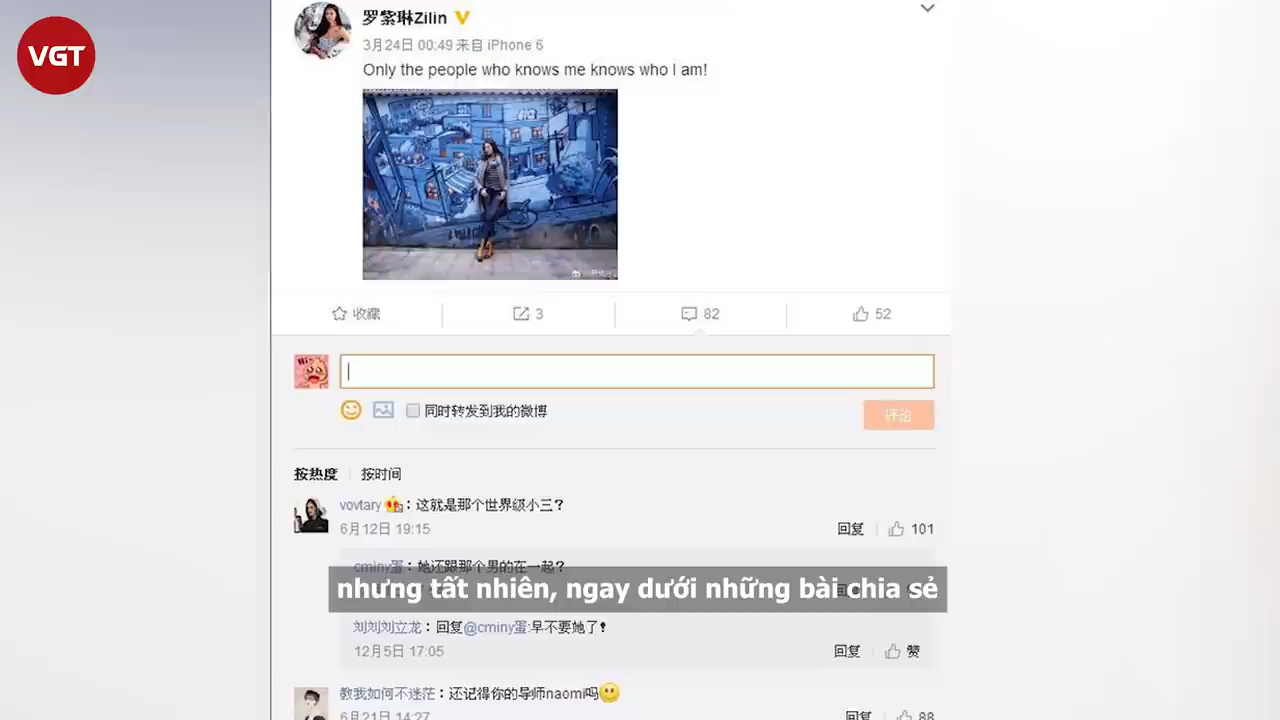 VGT
罗紫琳Zilin
3月24日 00:49 来自 iPhone 6
Only the people who knows me knows who I am!
收藏
3
82
52
同时转发到我的微博
评论
按热度 按时间
vovtary：这就是那个世界级小三？
6月12日 19:15 回复 101
cminy蛋：她还跟那个男的在一起？
nhưng tất nhiên, ngay dưới những bài chia sẻ
刘刘刘立龙：回复@cminy蛋:早不要她了！
12月5日 17:05 回复 赞
教我如何不迷茫：还记得你的导师naomi吗
6月21日 14:27 回复 88